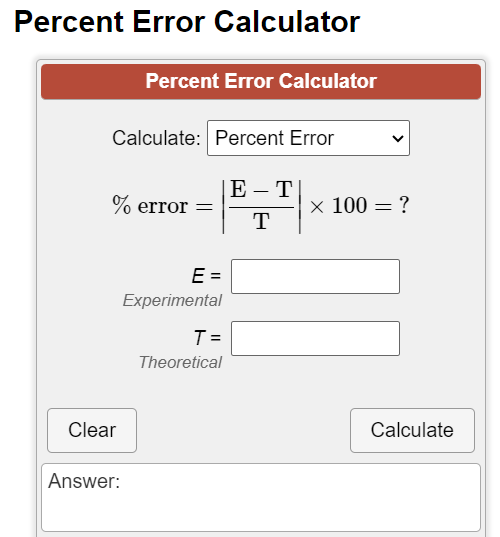 Percent Error Calculator
Percent Error Calculator
Calculate: Percent Error
% error = |E − T / T| × 100 = ?
E =
Experimental
T =
Theoretical
Clear Calculate
Answer: